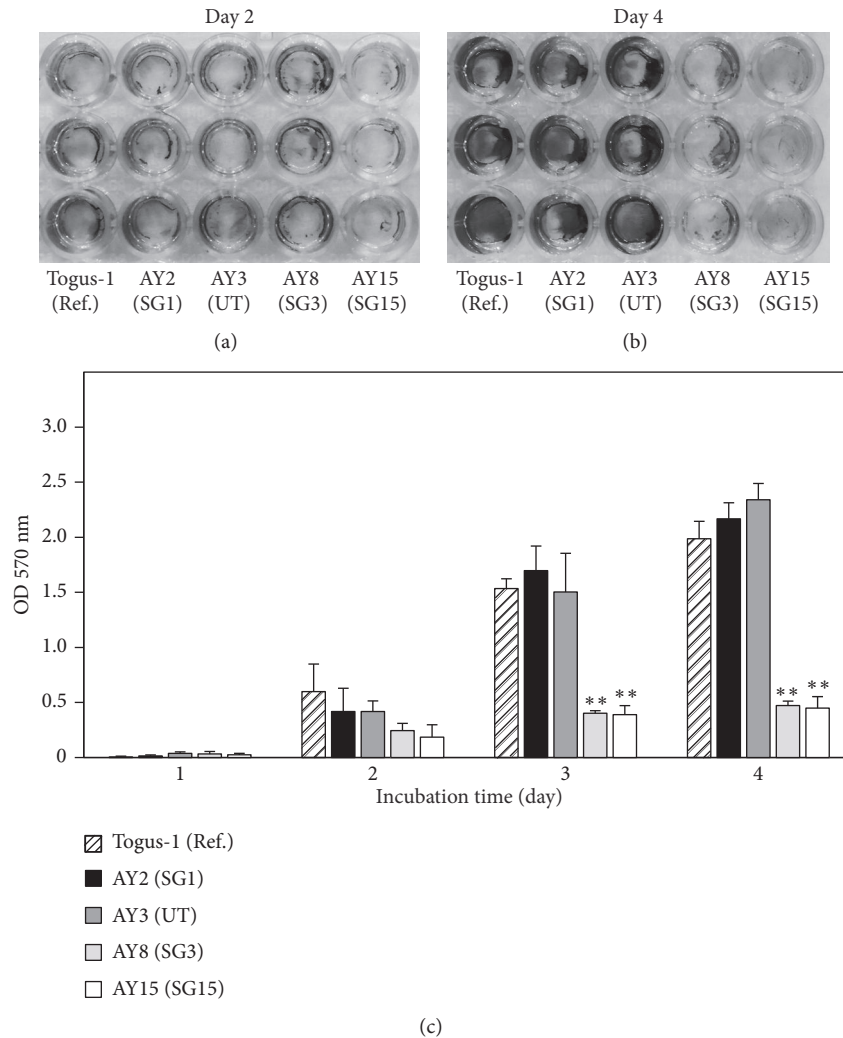 Day 2
Day 4
Togus-1 AY2 AY3 AY8 AY15
(Ref.) (SG1) (UT) (SG3) (SG15)
Togus-1 AY2 AY3 AY8 AY15
(Ref.) (SG1) (UT) (SG3) (SG15)
(a)
(b)
3.0
2.5
2.0
1.5
1.0
0.5
0
OD 570 nm
** **
** **
1 2 3 4
Incubation time (day)
Togus-1 (Ref.)
AY2 (SG1)
AY3 (UT)
AY8 (SG3)
AY15 (SG15)
(c)